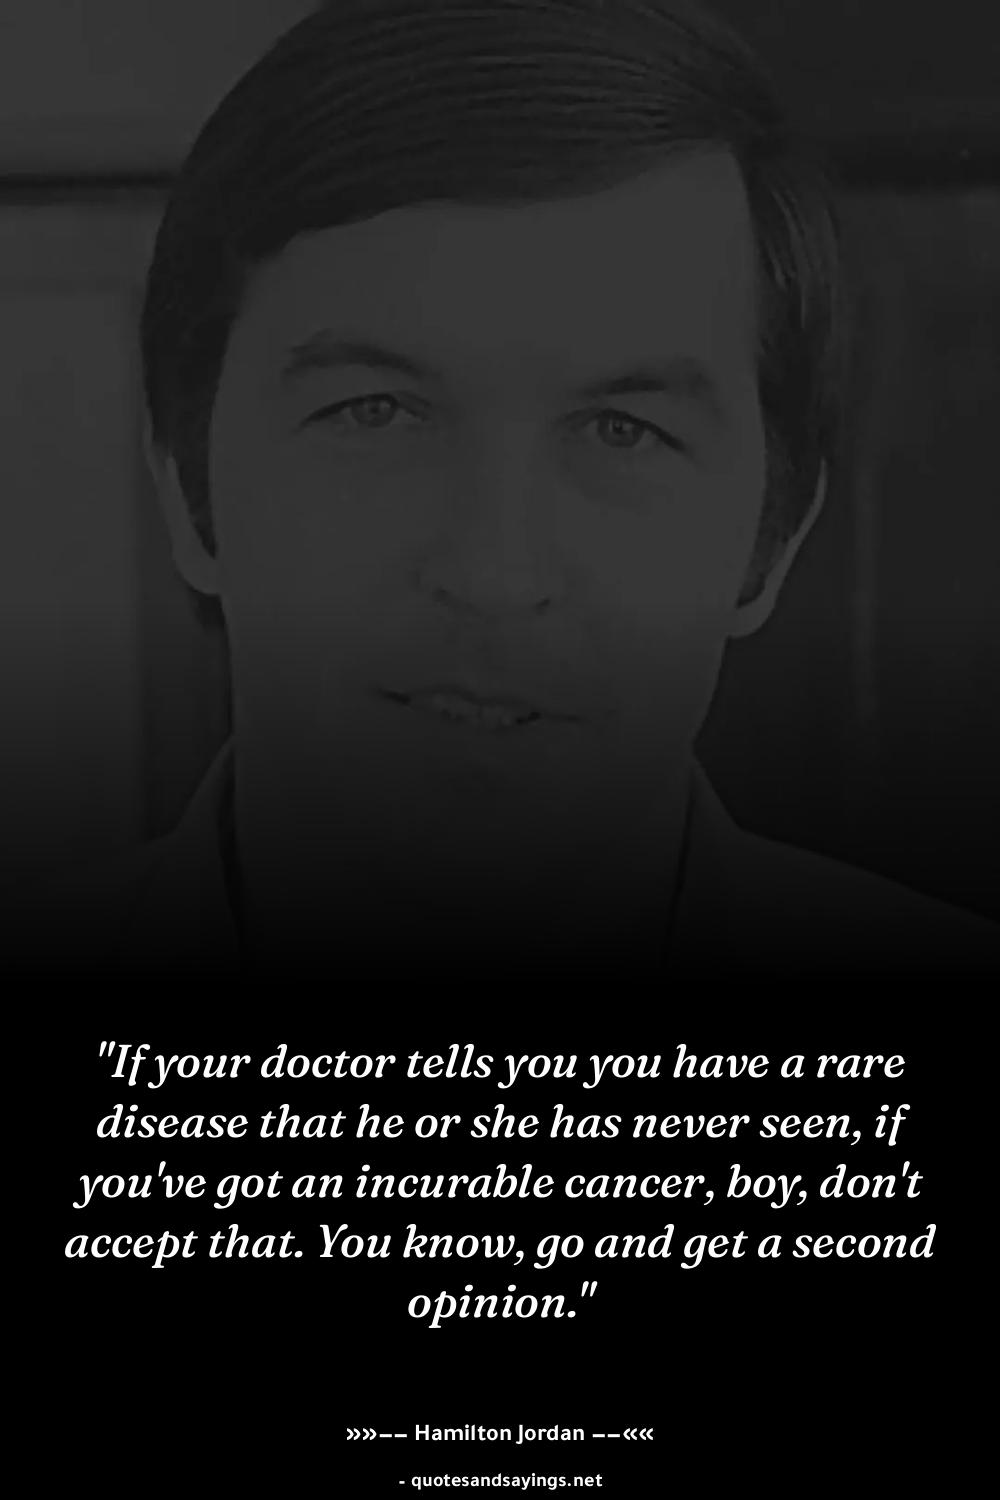 "If your doctor tells you you have a rare
disease that he or she has never seen, if
you've got an incurable cancer, boy, don't
accept that. You know, go and get a second
opinion."
»»−− Hamilton Jordan −−««
- quotesandsayings.net